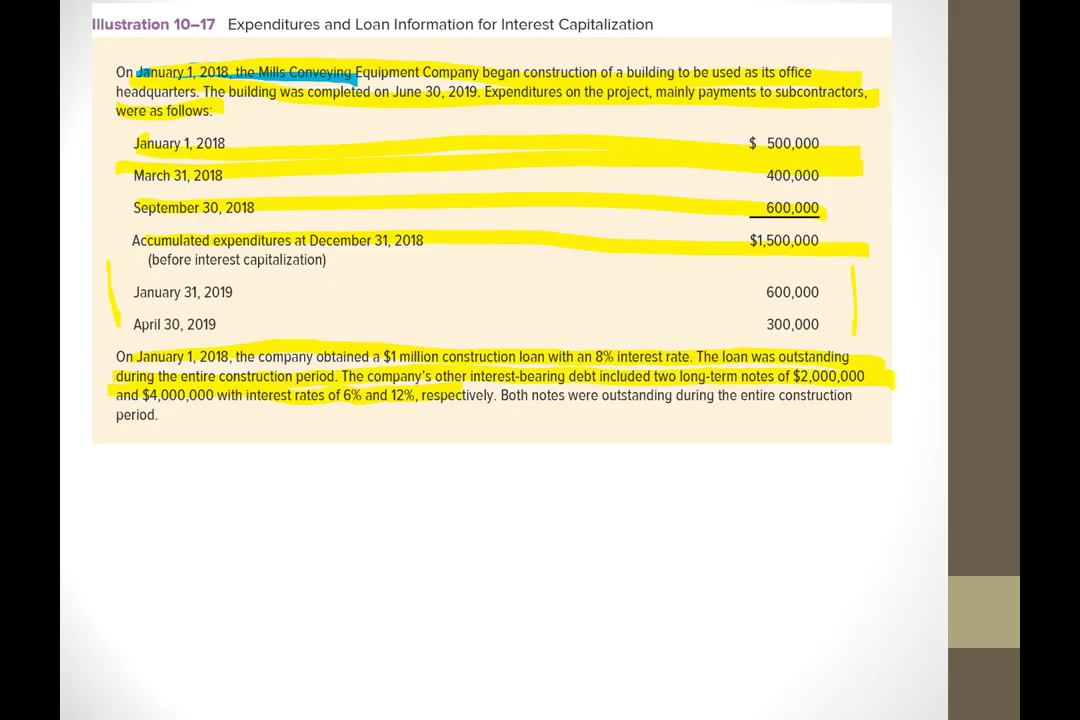 Illustration 10–17 Expenditures and Loan Information for Interest Capitalization
On January 1, 2018, the Mills Conveying Equipment Company began construction of a building to be used as its office
headquarters. The building was completed on June 30, 2019. Expenditures on the project, mainly payments to subcontractors,
were as follows:
January 1, 2018 $ 500,000
March 31, 2018 400,000
September 30, 2018 600,000
Accumulated expenditures at December 31, 2018 $1,500,000
(before interest capitalization)
January 31, 2019 600,000
April 30, 2019 300,000
On January 1, 2018, the company obtained a $1 million construction loan with an 8% interest rate. The loan was outstanding
during the entire construction period. The company’s other interest-bearing debt included two long-term notes of $2,000,000
and $4,000,000 with interest rates of 6% and 12%, respectively. Both notes were outstanding during the entire construction
period.